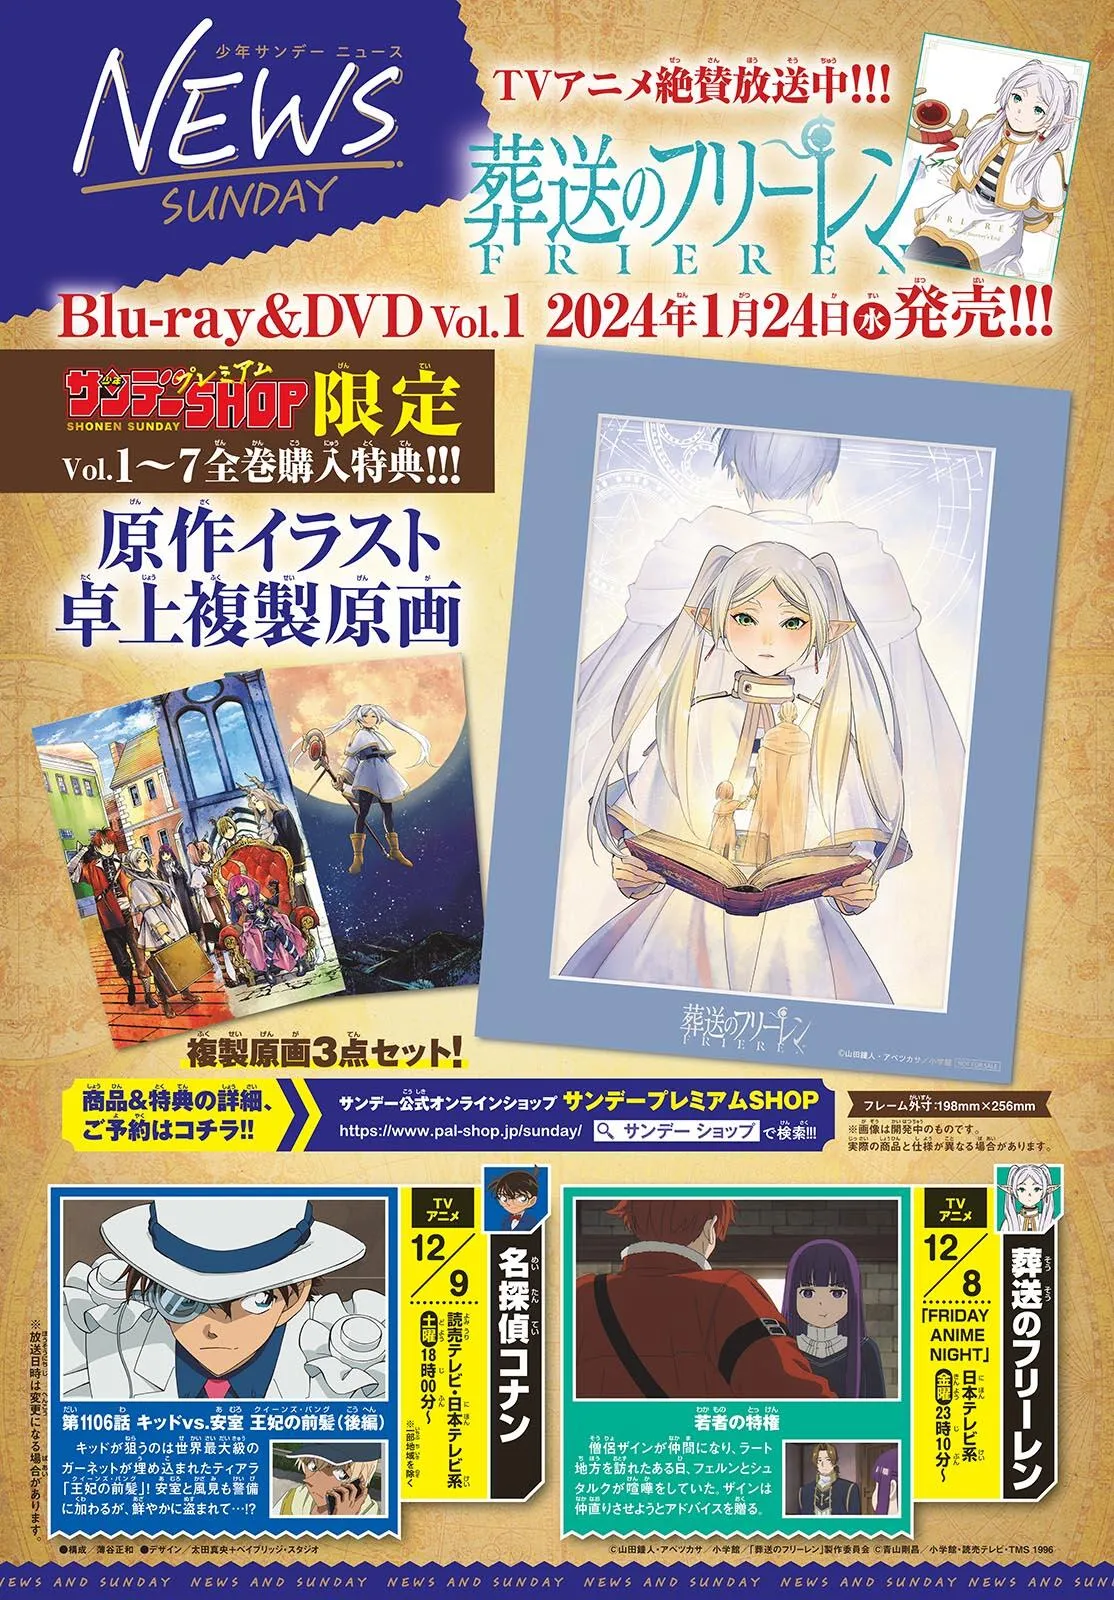 少年サンデー ニュース
NEWS
SUNDAY
TVアニメ絶賛放送中!!!
葬送のフリーレン
FRIEREN
FRIEREN
Beyond Journey's End
Blu-ray&DVD Vol.1 2024年1月24日㊌発売!!!
少年サンデープレミアムSHOP 限定
SHONEN SUNDAY
Vol.1〜7全巻購入特典!!!
原作イラスト
卓上複製原画
複製原画3点セット!
葬送のフリーレン
FRIEREN
©山田鐘人・アベツカサ/小学館 NOT FOR SALE
商品&特典の詳細、
ご予約はコチラ!!
サンデー公式オンラインショップ サンデープレミアムSHOP
https://www.pal-shop.jp/sunday/ サンデー ショップ で検索!!!
フレーム外寸:198mm×256mm
※画像は開発中のものです。
実際の商品と仕様が異なる場合があります。
名探偵コナン
TVアニメ
12/9
読売テレビ・日本テレビ系
土曜18時00分〜
※一部地域を除く
第1106話 キッドvs.安室 王妃の前髪(後編)
キッドが狙うのは世界最大級の
ガーネットが埋め込まれたティアラ
「王妃の前髪」! 安室と風見も警備
に加わるが、鮮やかに盗まれて…!?
葬送のフリーレン
TVアニメ
12/8
「FRIDAY
ANIME
NIGHT」
日本テレビ系
金曜23時10分〜
若者の特権
僧侶ザインが仲間になり、ラート
地方を訪れたある日、フェルンとシュ
タルクが喧嘩をしていた。ザインは
仲直りさせようとアドバイスを贈る。
※放送日時は変更になる場合があります。
●構成/薄谷正和 ●デザイン/太田真央+ベイブリッジ・スタジオ
©山田鐘人・アベツカサ/小学館/「葬送のフリーレン」製作委員会 ©青山剛昌/小学館・読売テレビ・TMS 1996
NEWS AND SUNDAY NEWS AND SUNDAY NEWS AND SUNDAY NEWS AND SUNDAY NEWS AND SUNDAY NEWS AND SUN